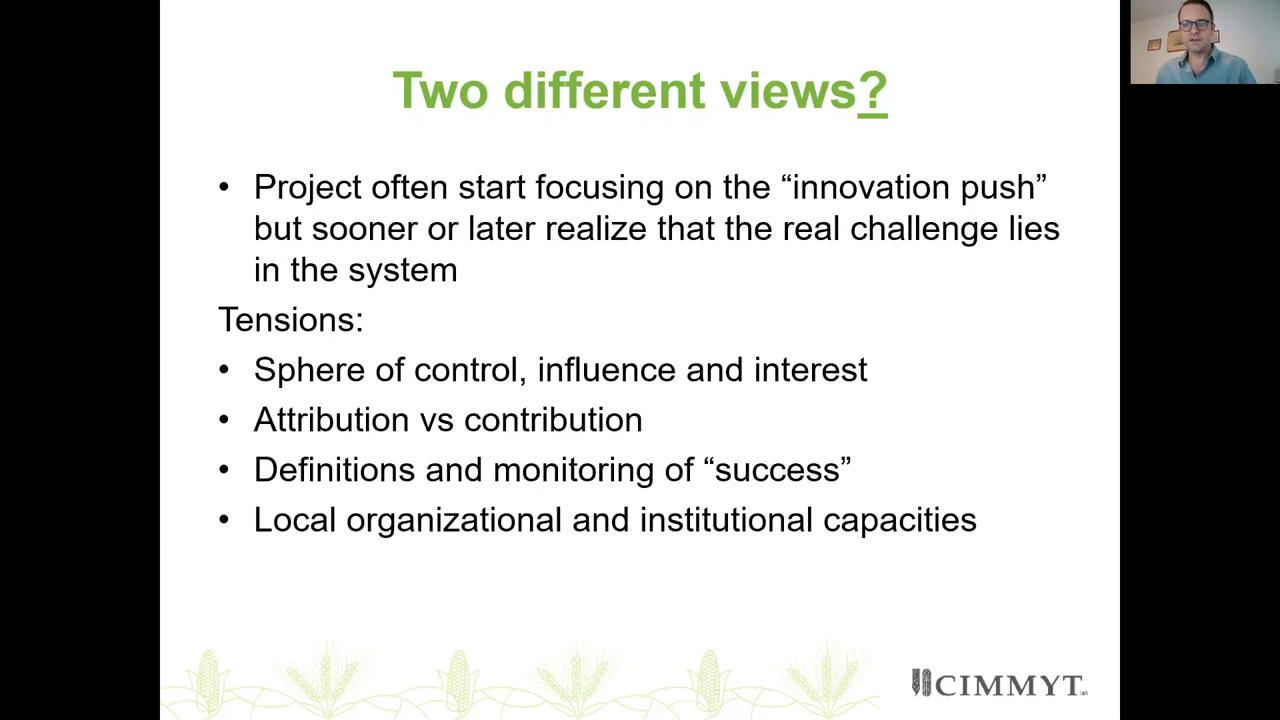 Two different views?
• Project often start focusing on the “innovation push”
but sooner or later realize that the real challenge lies
in the system
Tensions:
• Sphere of control, influence and interest
• Attribution vs contribution
• Definitions and monitoring of “success”
• Local organizational and institutional capacities
CIMMYT